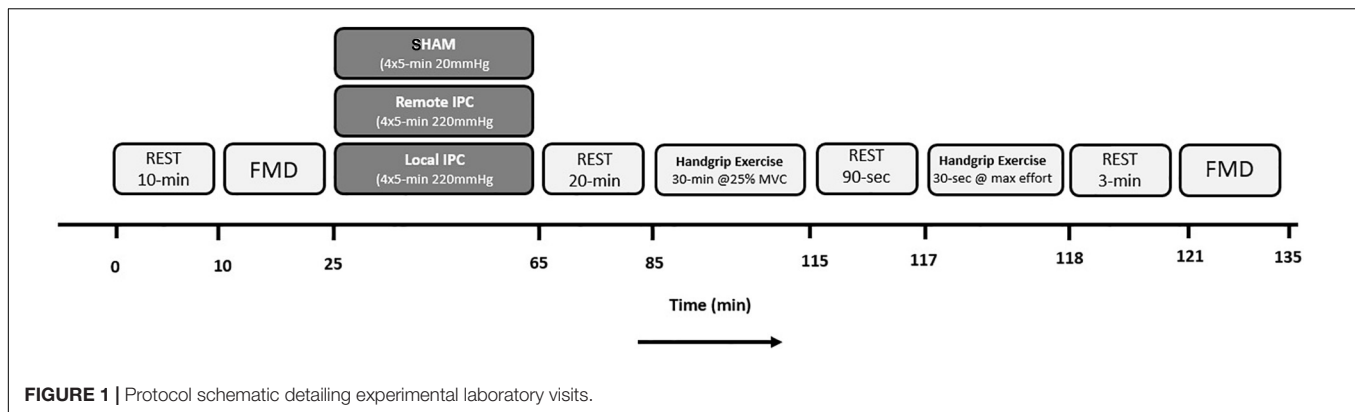 SHAM
(4x5-min 20mmHg
Remote IPC
(4x5-min 220mmHg
Local IPC
(4x5-min 220mmHg
REST
10-min
FMD
REST
20-min
Handgrip Exercise
30-min @25% MVC
REST
90-sec
Handgrip Exercise
30-sec @ max effort
REST
3-min
FMD
0 10 25 65 85 115 117 118 121 135
Time (min)
FIGURE 1 | Protocol schematic detailing experimental laboratory visits.